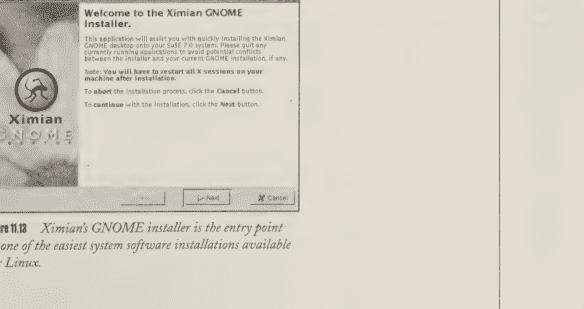 Welcome to the Ximian GNOME
Installer.
This application will assist you with quickly installing the Ximian
GNOME desktop onto your SuSE 7.0 system. Please quit any
currently running applications to avoid potential conflicts
between the installer and your current GNOME installation, if any.
Note: You will have to restart all X sessions on your
machine after installation.
To abort the installation process, click the Cancel button.
To continue with the installation, click the Next button.
Ximian
GNOME
Next
Cancel
re 11.13 Ximian's GNOME installer is the entry point
one of the easiest system software installations available
Linux.